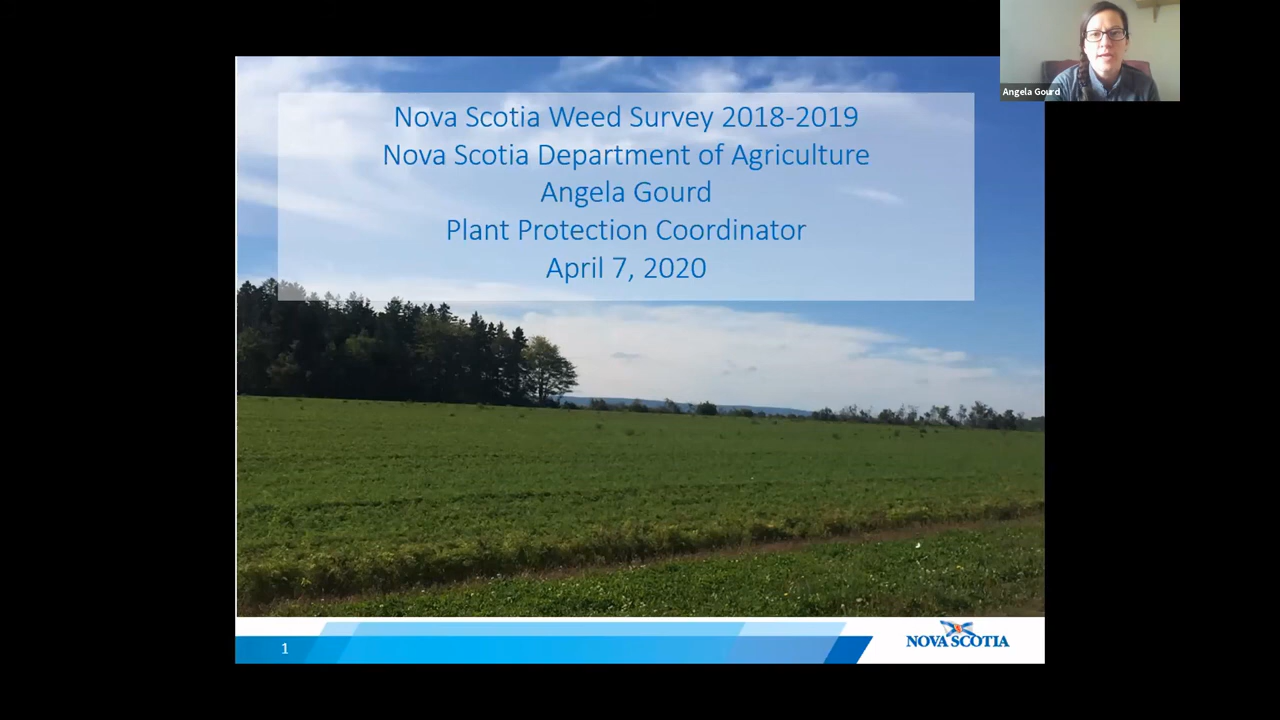 Angela Gourd
Nova Scotia Weed Survey 2018-2019
Nova Scotia Department of Agriculture
Angela Gourd
Plant Protection Coordinator
April 7, 2020
1
NOVA SCOTIA